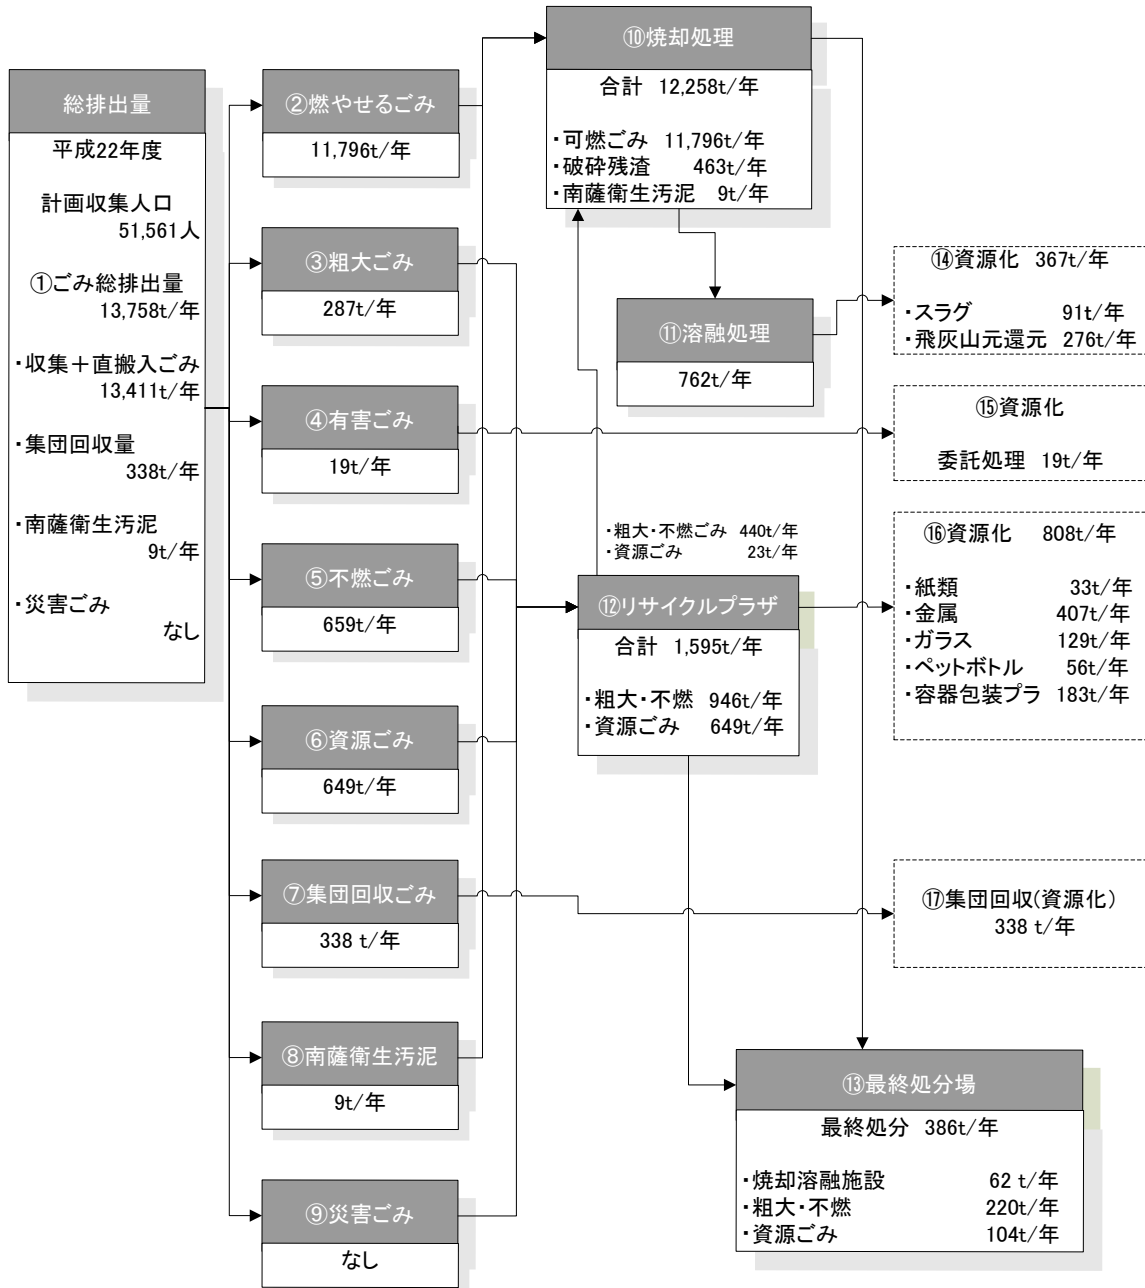 総排出量
平成22年度
計画収集人口
51,561人
①ごみ総排出量
13,758t/年
・収集＋直搬入ごみ
13,411t/年
・集団回収量
338t/年
・南薩衛生汚泥
9t/年
・災害ごみ
なし
②燃やせるごみ
11,796t/年
③粗大ごみ
287t/年
④有害ごみ
19t/年
⑤不燃ごみ
659t/年
⑥資源ごみ
649t/年
⑦集団回収ごみ
338 t/年
⑧南薩衛生汚泥
9t/年
⑨災害ごみ
なし
⑩焼却処理
合計 12,258t/年
・可燃ごみ 11,796t/年
・破砕残渣 463t/年
・南薩衛生汚泥 9t/年
⑪溶融処理
762t/年
・粗大・不燃ごみ 440t/年
・資源ごみ 23t/年
⑫リサイクルプラザ
合計 1,595t/年
・粗大・不燃 946t/年
・資源ごみ 649t/年
⑬最終処分場
最終処分 386t/年
・焼却溶融施設 62 t/年
・粗大・不燃 220t/年
・資源ごみ 104t/年
⑭資源化 367t/年
・スラグ 91t/年
・飛灰山元還元 276t/年
⑮資源化
委託処理 19t/年
⑯資源化 808t/年
・紙類 33t/年
・金属 407t/年
・ガラス 129t/年
・ペットボトル 56t/年
・容器包装プラ 183t/年
⑰集団回収(資源化)
338 t/年